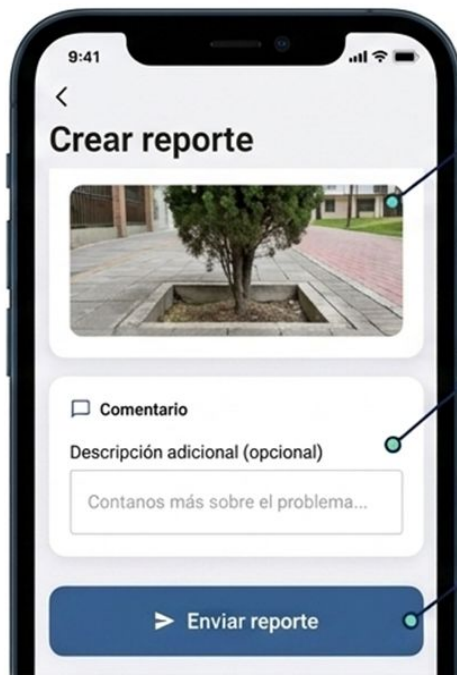 9:41
Crear reporte
Comentario
Descripción adicional (opcional)
Contanos más sobre el problema...
Enviar reporte